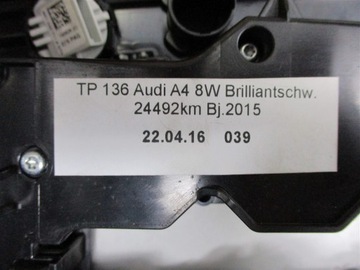 TP 136 Audi A4 8W Brilliantschw.
24492km Bj.2015
22.04.16 039